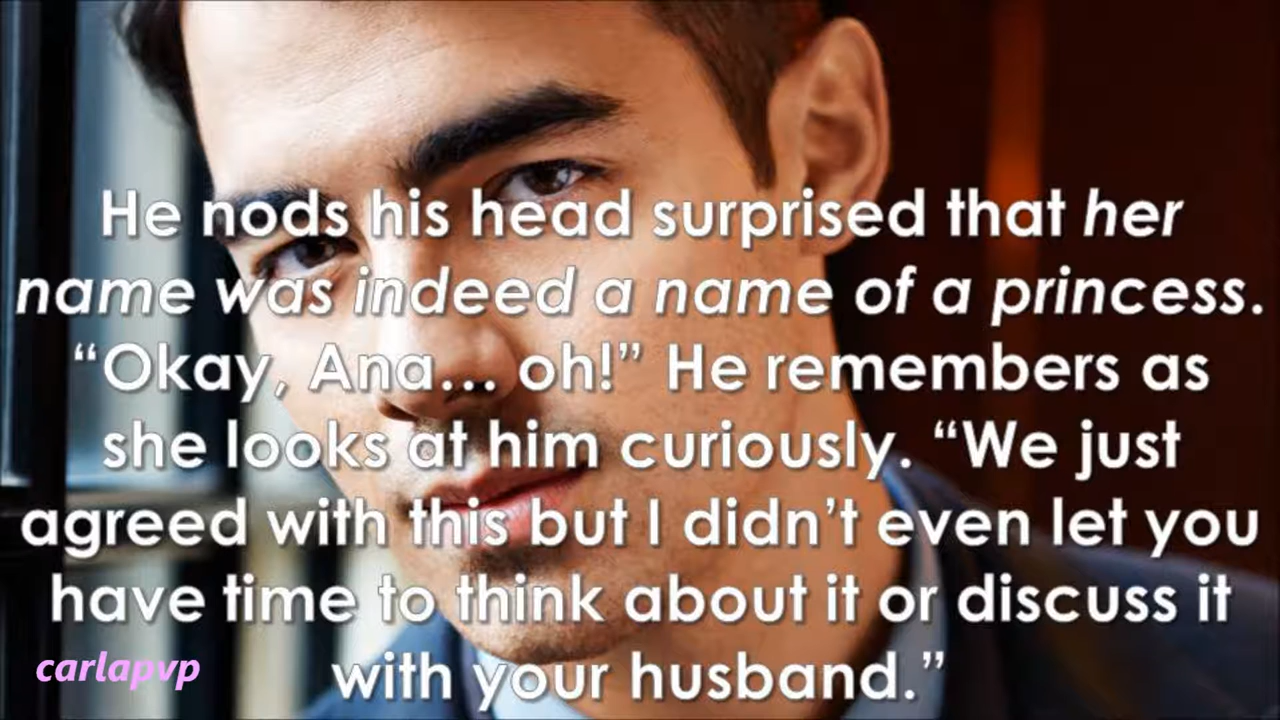 He nods his head surprised that her
name was indeed a name of a princess.
“Okay, Ana... oh!” He remembers as
she looks at him curiously. “We just
agreed with this but I didn’t even let you
have time to think about it or discuss it
with your husband.”
carlapvp